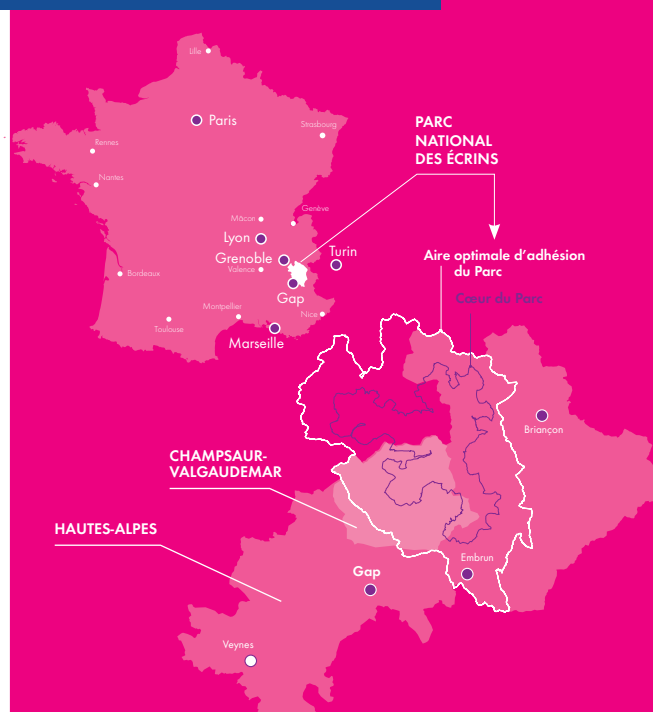 Lille
Paris
Strasbourg
Rennes
Nantes
PARC
NATIONAL
DES ÉCRINS
Mâcon
Genève
Lyon
Grenoble
Turin
Valence
Bordeaux
Gap
Montpellier
Nice
Toulouse
Marseille
Aire optimale d'adhésion
du Parc
Cœur du Parc
Briançon
CHAMPSAUR-
VALGAUDEMAR
HAUTES-ALPES
Embrun
Gap
Veynes